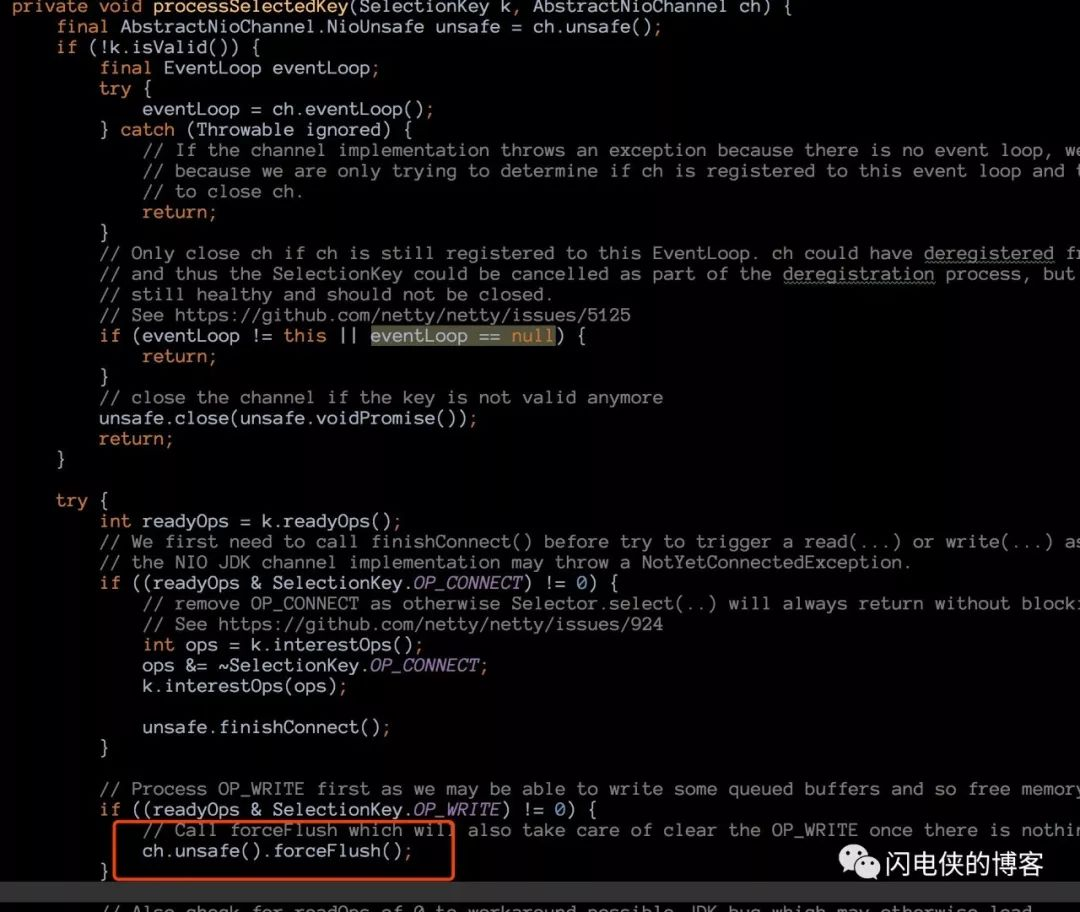 private void processSelectedKey(SelectionKey k, AbstractNioChannel ch) {
final AbstractNioChannel.NioUnsafe unsafe = ch.unsafe();
if (!k.isValid()) {
final EventLoop eventLoop;
try {
eventLoop = ch.eventLoop();
} catch (Throwable ignored) {
// If the channel implementation throws an exception because there is no event loop, we
// because we are only trying to determine if ch is registered to this event loop and
// to close ch.
return;
}
// Only close ch if ch is still registered to this EventLoop. ch could have deregistered
// and thus the SelectionKey could be cancelled as part of the deregistration process, but
// still healthy and should not be closed.
// See https://github.com/netty/netty/issues/5125
if (eventLoop != this || eventLoop == null) {
return;
}
// close the channel if the key is not valid anymore
unsafe.close(unsafe.voidPromise());
return;
}
try {
int readyOps = k.readyOps();
// We first need to call finishConnect() before try to trigger a read(...) or write(...) as
// the NIO JDK channel implementation may throw a NotYetConnectedException.
if ((readyOps & SelectionKey.OP_CONNECT) != 0) {
// remove OP_CONNECT as otherwise Selector.select(..) will always return without blocki
// See https://github.com/netty/netty/issues/924
int ops = k.interestOps();
ops &= ~SelectionKey.OP_CONNECT;
k.interestOps(ops);
unsafe.finishConnect();
}
// Process OP_WRITE first as we may be able to write some queued buffers and so free memory
if ((readyOps & SelectionKey.OP_WRITE) != 0) {
// Call forceFlush which will also take care of clear the OP_WRITE once there is nothin
ch.unsafe().forceFlush();
}
闪电侠的博客
// Also check for readOps of 0 to workaround possible JDK bug which may otherwise lead